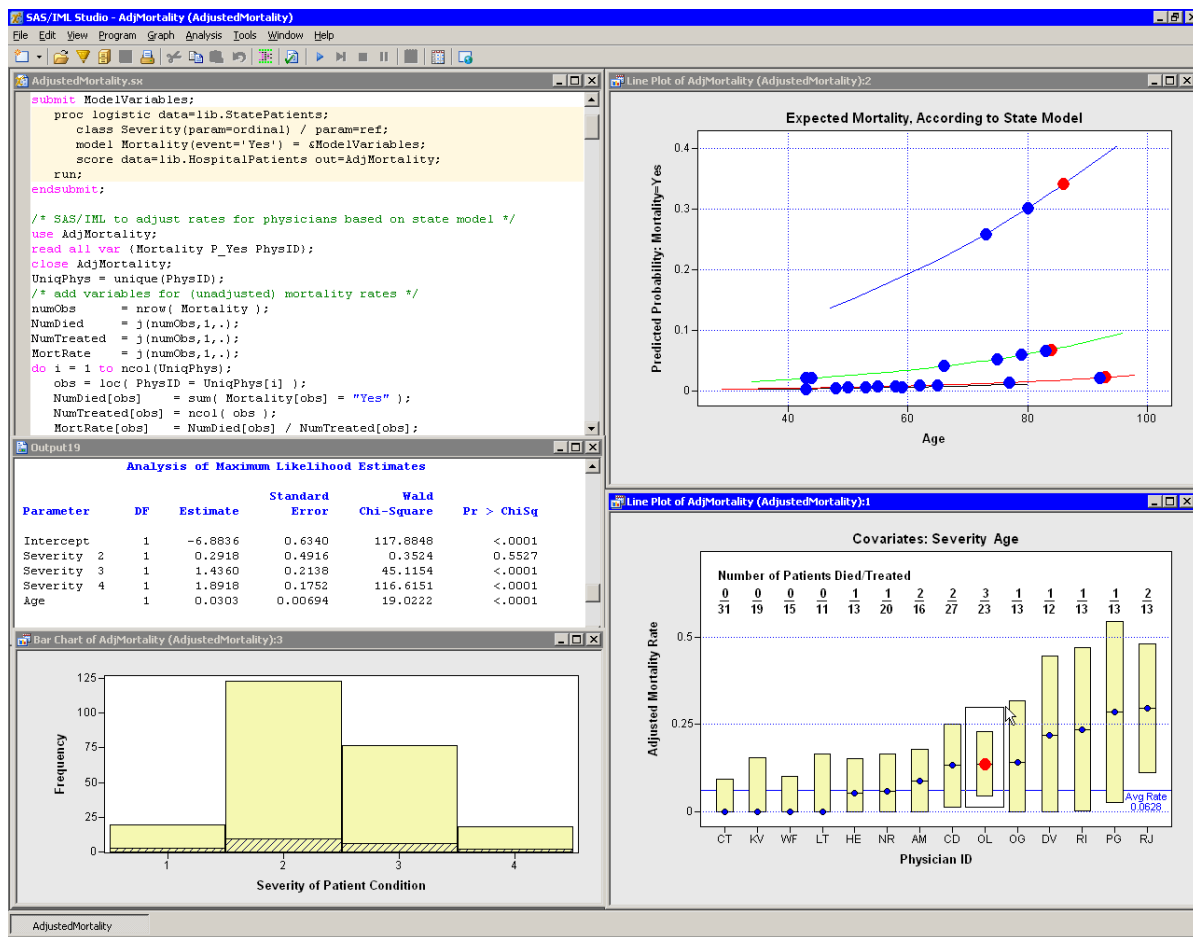 SAS/IML Studio - AdjMortality (AdjustedMortality)
File Edit View Program Graph Analysis Tools Window Help
AdjustedMortality.sx
submit ModelVariables;
proc logistic data=lib.StatePatients;
class Severity(param=ordinal) / param=ref;
model Mortality(event='Yes') = &ModelVariables;
score data=lib.HospitalPatients out=AdjMortality;
run;
endsubmit;
/* SAS/IML to adjust rates for physicians based on state model */
use AdjMortality;
read all var {Mortality P_Yes PhysID};
close AdjMortality;
UniqPhys = unique(PhysID);
/* add variables for (unadjusted) mortality rates */
numObs = nrow( Mortality );
NumDied = j(numObs,1,.);
NumTreated = j(numObs,1,.);
MortRate = j(numObs,1,.);
do i = 1 to ncol(UniqPhys);
obs = loc( PhysID = UniqPhys[i] );
NumDied[obs] = sum( Mortality[obs] = "Yes" );
NumTreated[obs] = ncol( obs );
MortRate[obs] = NumDied[obs] / NumTreated[obs];
Output19
Analysis of Maximum Likelihood Estimates
Standard Wald
Parameter DF Estimate Error Chi-Square Pr > ChiSq
Intercept 1 -6.8836 0.6340 117.8848 <.0001
Severity 2 1 0.2918 0.4916 0.3524 0.5527
Severity 3 1 1.4360 0.2138 45.1154 <.0001
Severity 4 1 1.8918 0.1752 116.6151 <.0001
Age 1 0.0303 0.00694 19.0222 <.0001
Bar Chart of AdjMortality (AdjustedMortality):3
125
100
75
50
25
0
Frequency
1 2 3 4
Severity of Patient Condition
Line Plot of AdjMortality (AdjustedMortality):2
Expected Mortality, According to State Model
0.4
0.3
0.2
0.1
0
Predicted Probability: Mortality=Yes
40 60 80 100
Age
Line Plot of AdjMortality (AdjustedMortality):1
Covariates: Severity Age
Number of Patients Died/Treated
0 0 0 0 1 1 2 2 3 1 1 1 1 2
31 19 15 11 13 20 16 27 23 13 12 13 13 13
0.5
0.25
0
Adjusted Mortality Rate
Avg Rate
0.0628
CT KV WF LT HE NR AM CD OL OG DV RI PG RJ
Physician ID
AdjustedMortality